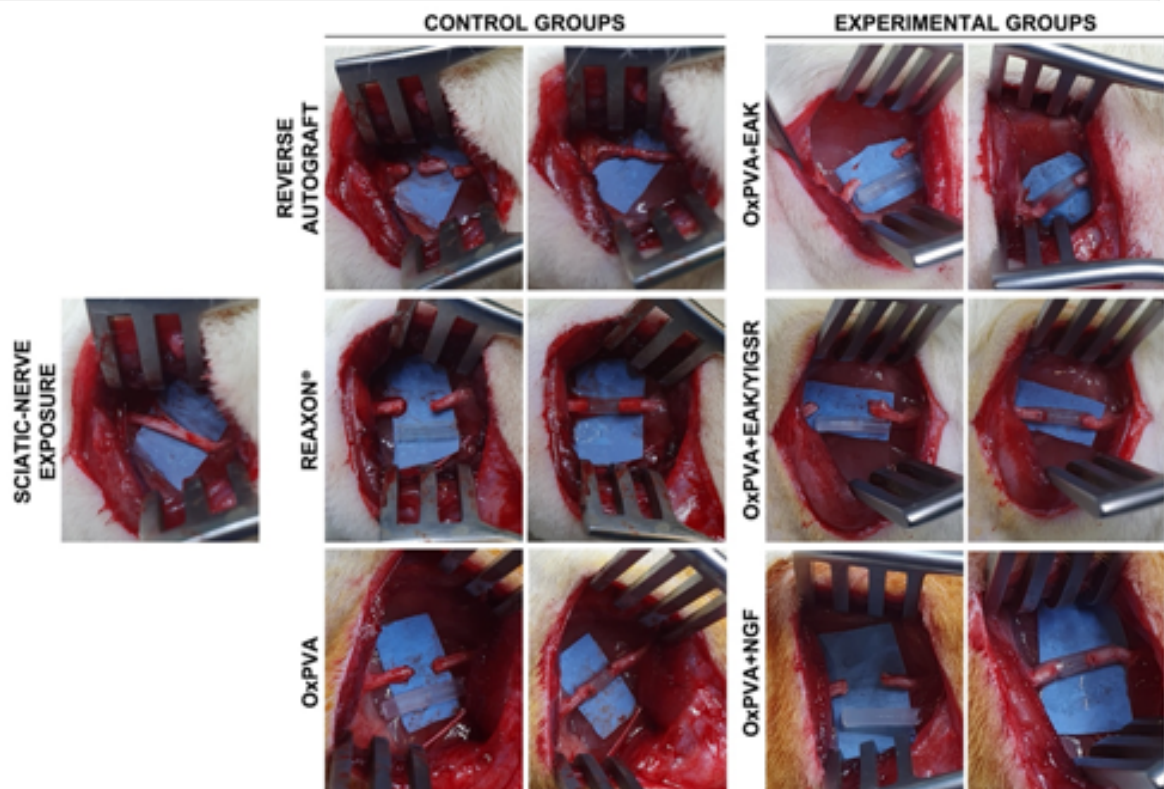 CONTROL GROUPS
EXPERIMENTAL GROUPS
SCIATIC-NERVE
EXPOSURE
REVERSE
AUTOGRAFT
REAXON®
OxPVA
OxPVA+EAK
OxPVA+EAK/YIGSR
OxPVA+NGF